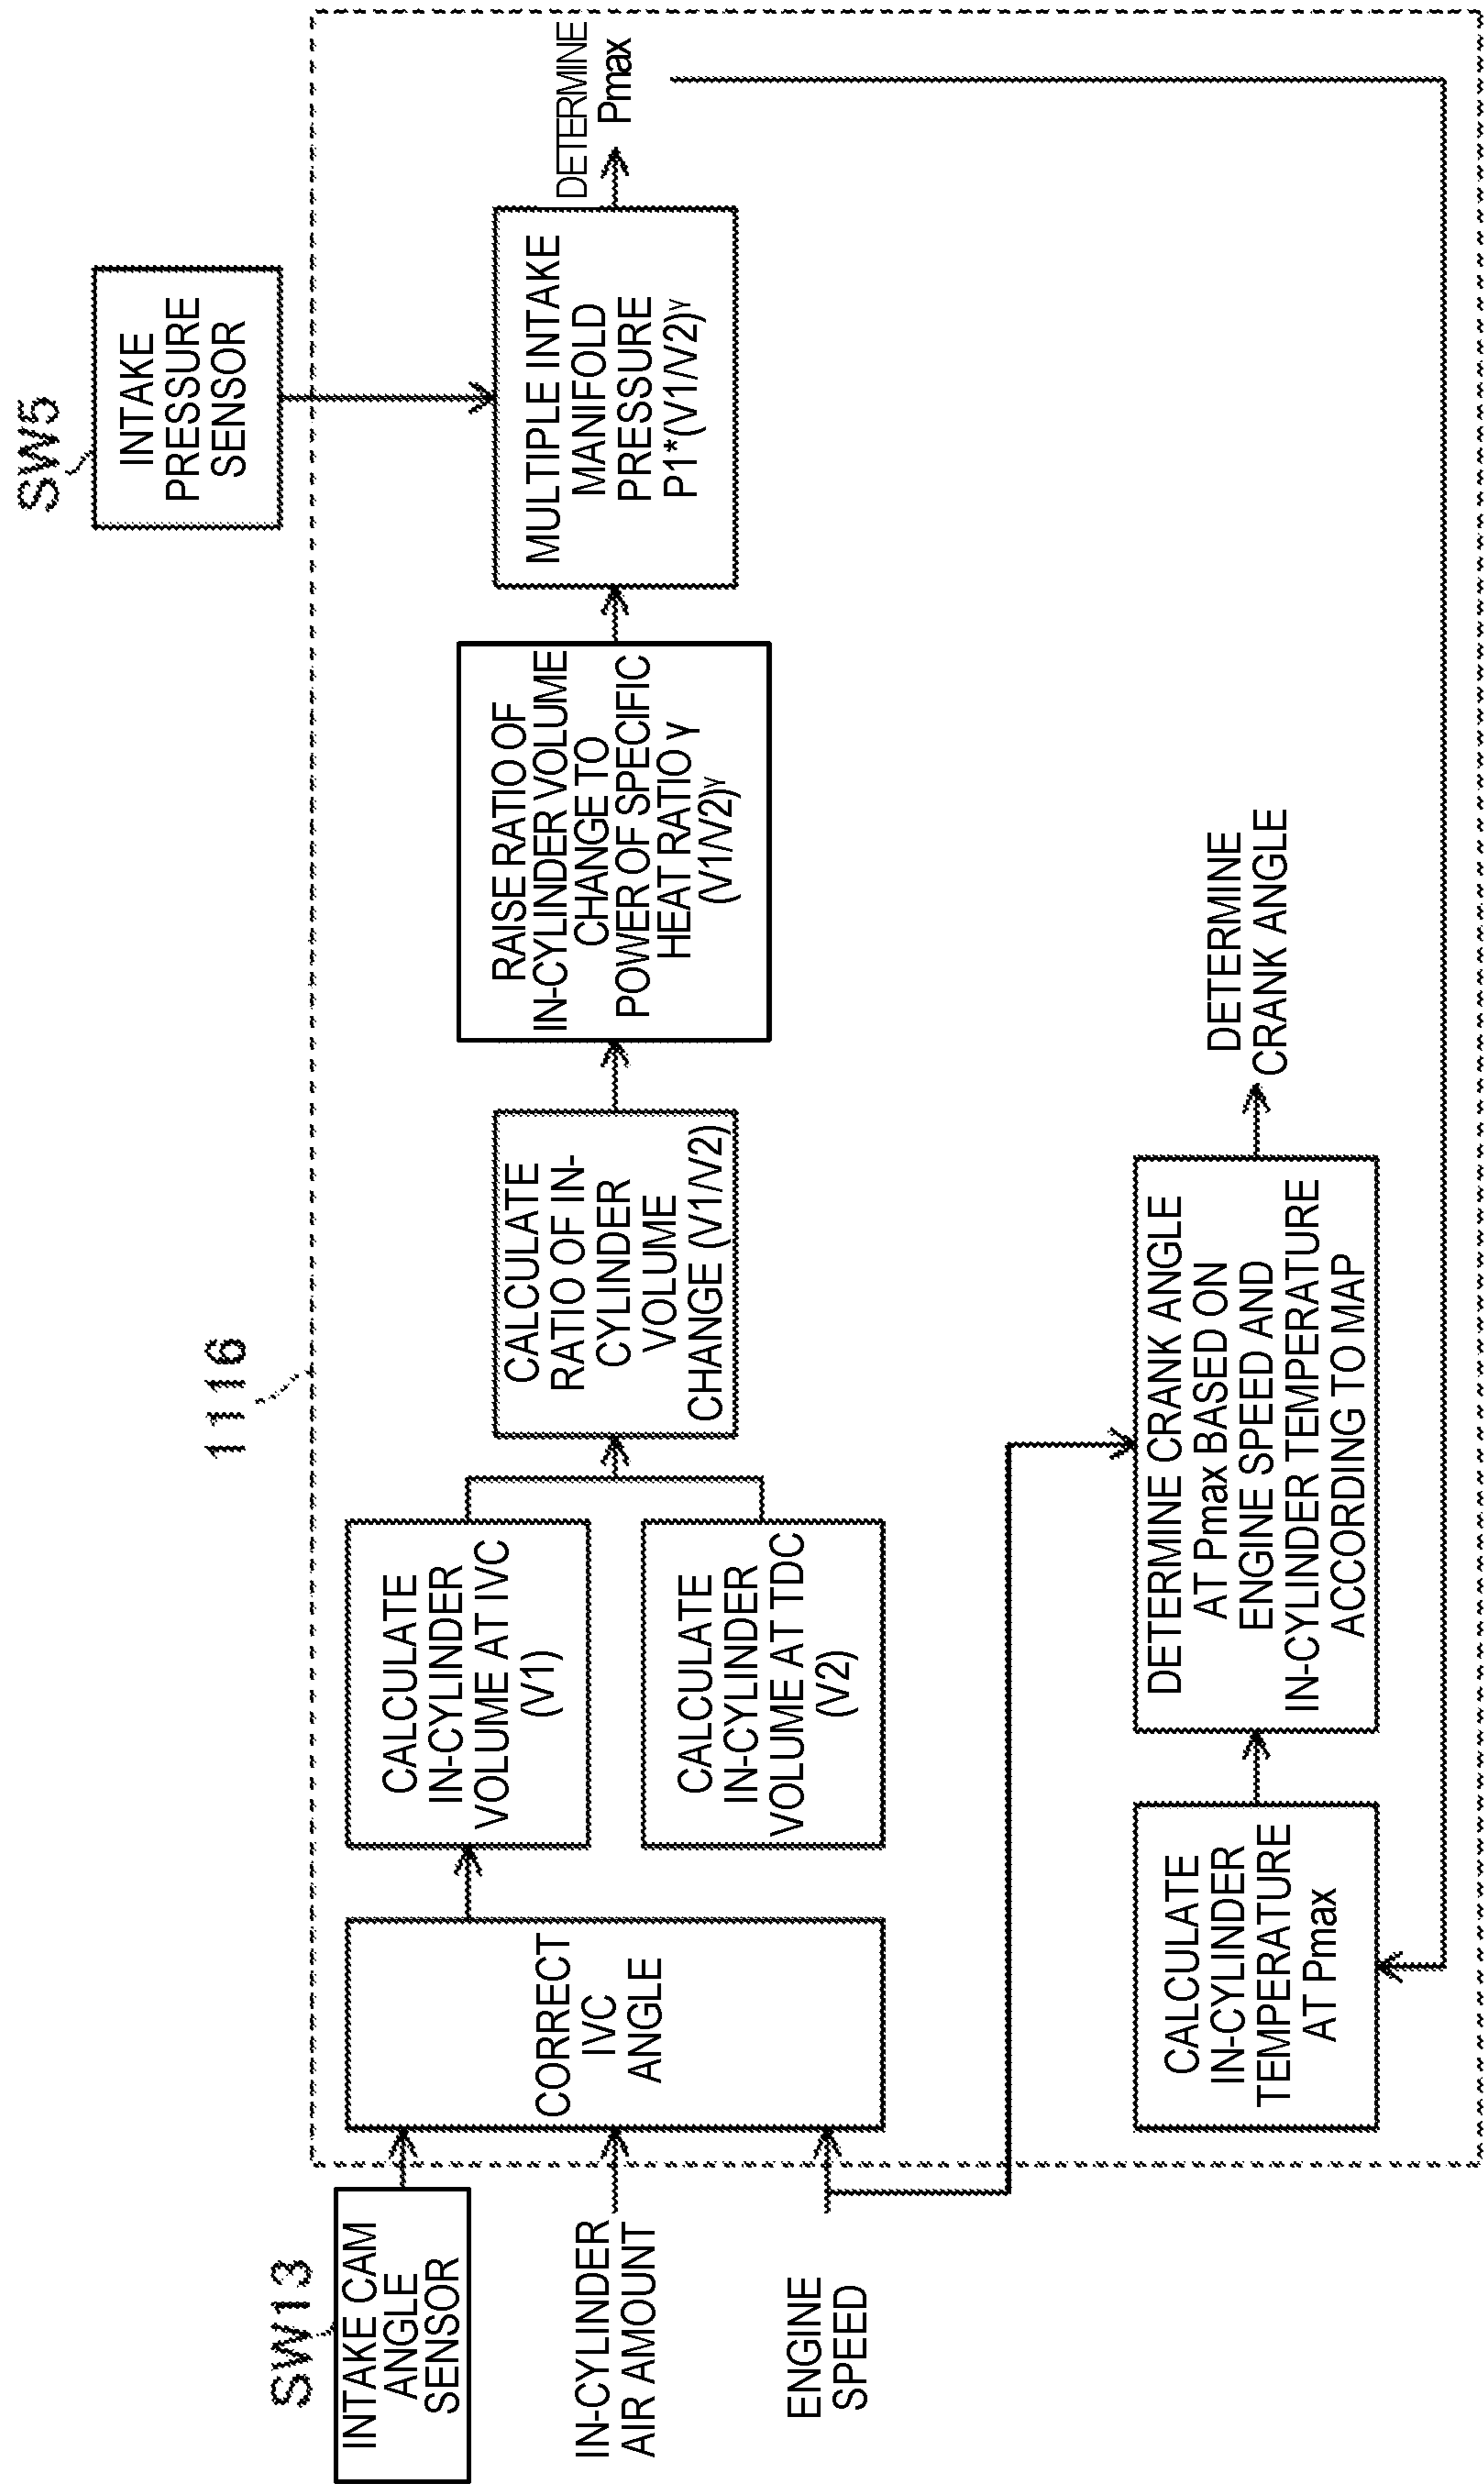 SW5
INTAKE
PRESSURE
SENSOR
1116
SW13
INTAKE CAM
ANGLE
SENSOR
IN-CYLINDER
AIR AMOUNT
ENGINE
SPEED
CORRECT
IVC
ANGLE
CALCULATE
IN-CYLINDER
VOLUME AT IVC
(V1)
CALCULATE
IN-CYLINDER
VOLUME AT TDC
(V2)
CALCULATE
RATIO OF IN-
CYLINDER
VOLUME
CHANGE (V1/V2)
RAISE RATIO OF
IN-CYLINDER VOLUME
CHANGE TO
POWER OF SPECIFIC
HEAT RATIO γ
(V1/V2)^γ
MULTIPLE INTAKE
MANIFOLD
PRESSURE
P1*(V1/V2)^γ
DETERMINE
Pmax
CALCULATE
IN-CYLINDER
TEMPERATURE
AT Pmax
DETERMINE CRANK ANGLE
AT Pmax BASED ON
ENGINE SPEED AND
IN-CYLINDER TEMPERATURE
ACCORDING TO MAP
DETERMINE
CRANK ANGLE